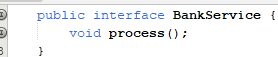 public interface BankService {
void process();
}